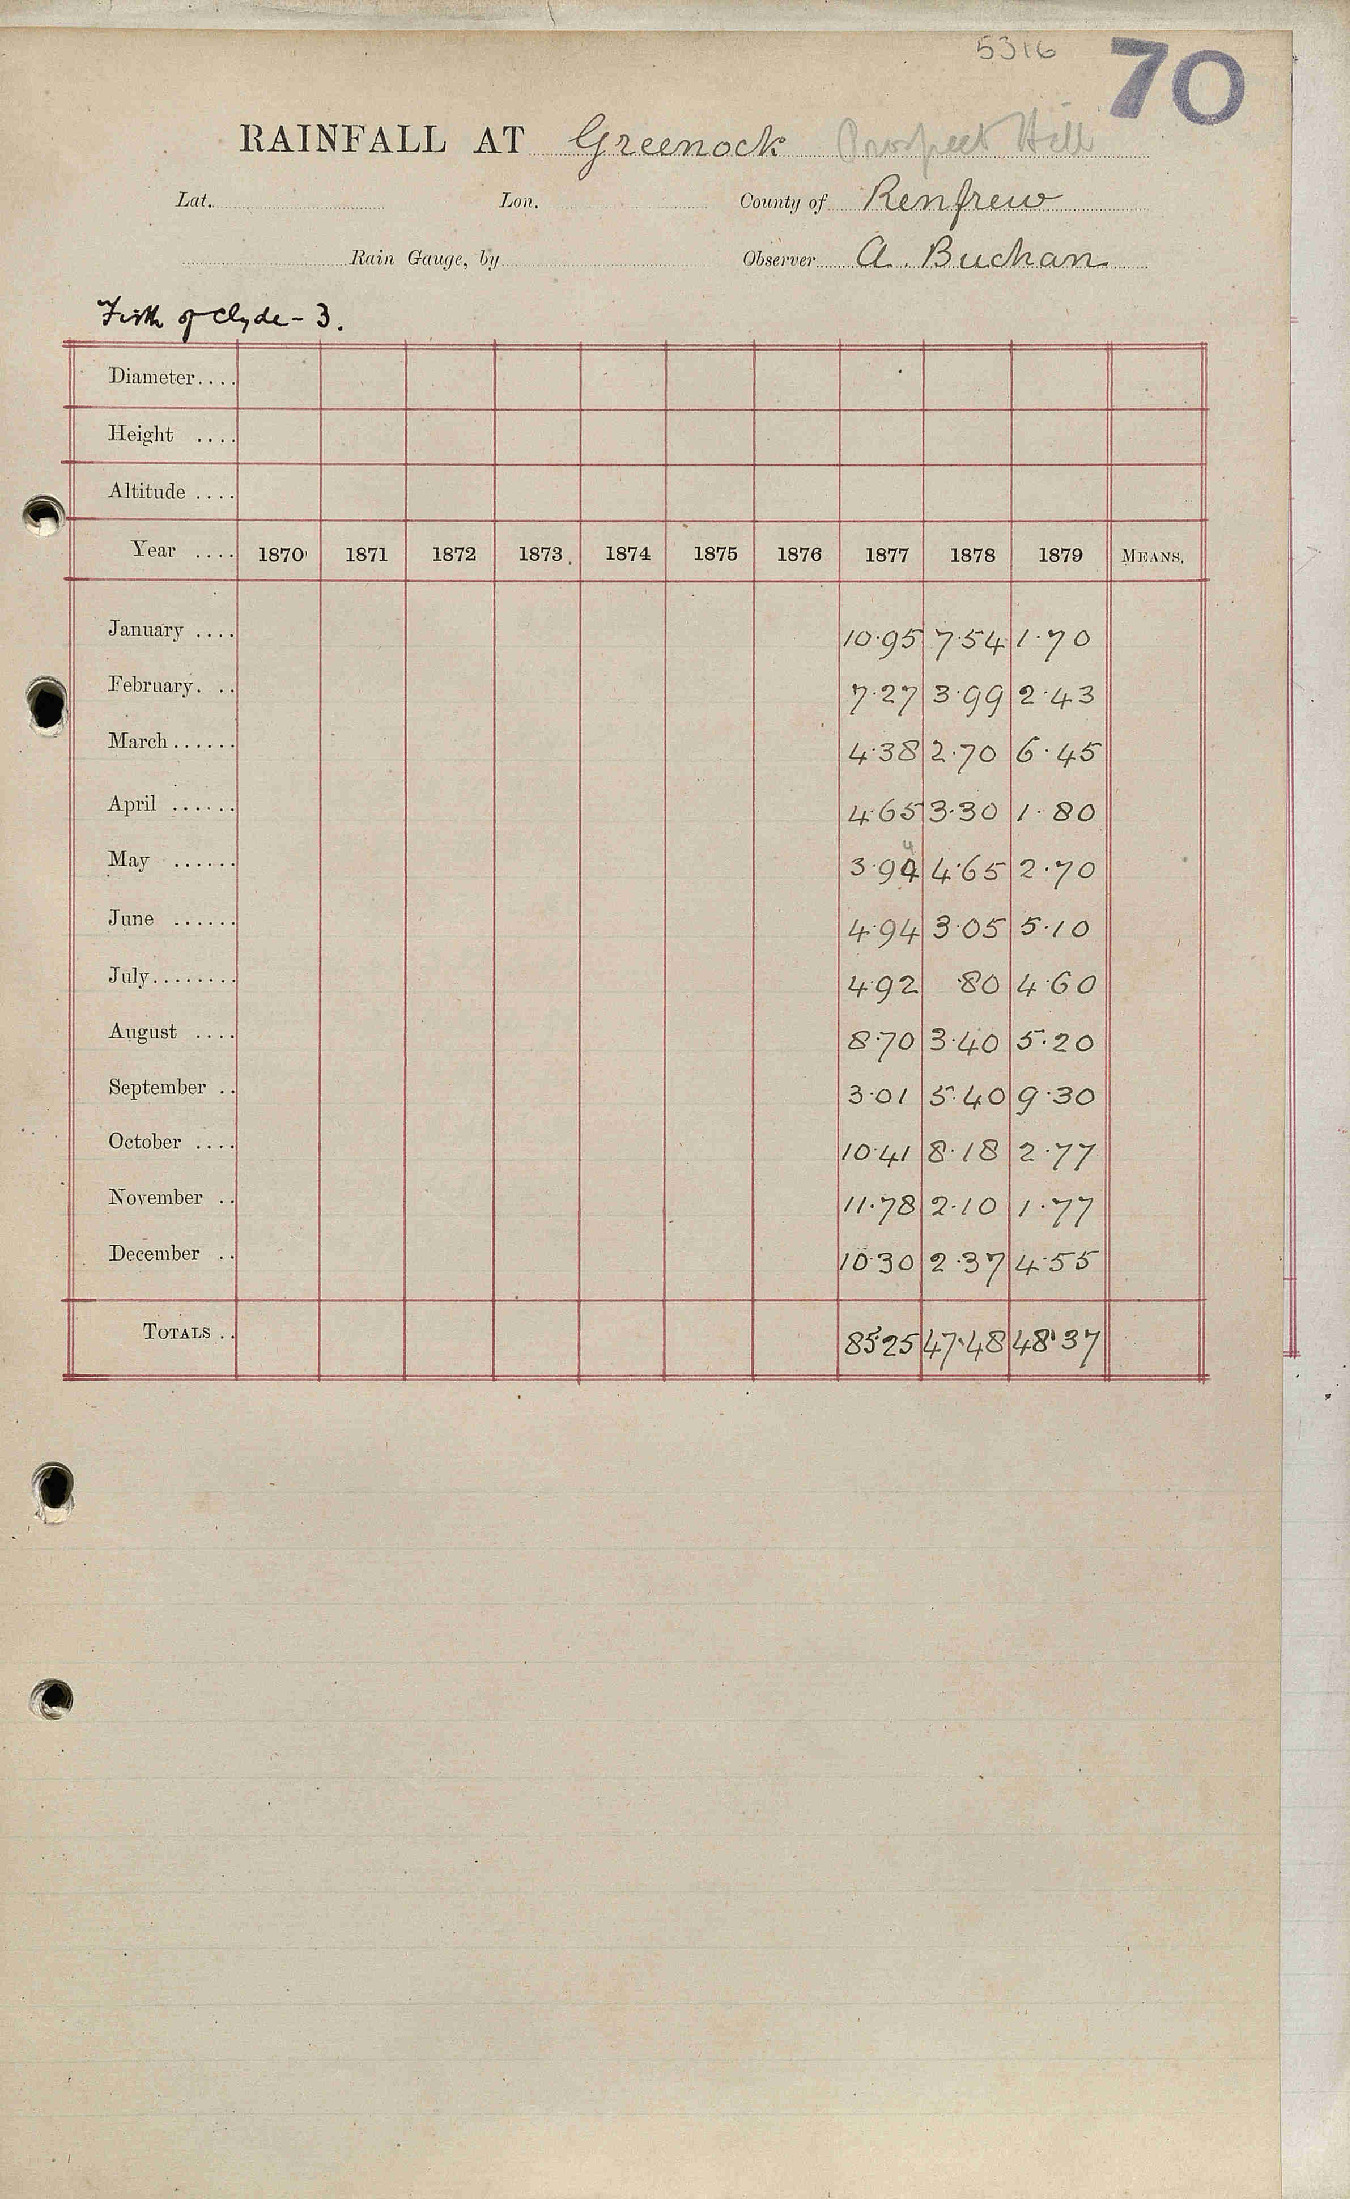 5316 70
RAINFALL AT Greenock Prospect Hill
Lat. Lon. County of Renfrew
Rain Gauge, by Observer A. Buchan
Firth of Clyde - 3.
Diameter....
Height ....
Altitude ....
Year .... 1870 1871 1872 1873 1874 1875 1876 1877 1878 1879 MEANS.
January .... 10.95 7.54 1.70
February. .. 7.27 3.99 2.43
March...... 4.38 2.70 6.45
April ...... 4.65 3.30 1.80
4
May ...... 3.94 4.65 2.70
June ...... 4.94 3.05 5.10
July........ 4.92 .80 4.60
August .... 8.70 3.40 5.20
September .. 3.01 5.40 9.30
October .... 10.41 8.18 2.77
November .. 11.78 2.10 1.77
December .. 10.30 2.37 4.55
TOTALS .. 85.25 47.48 48.37